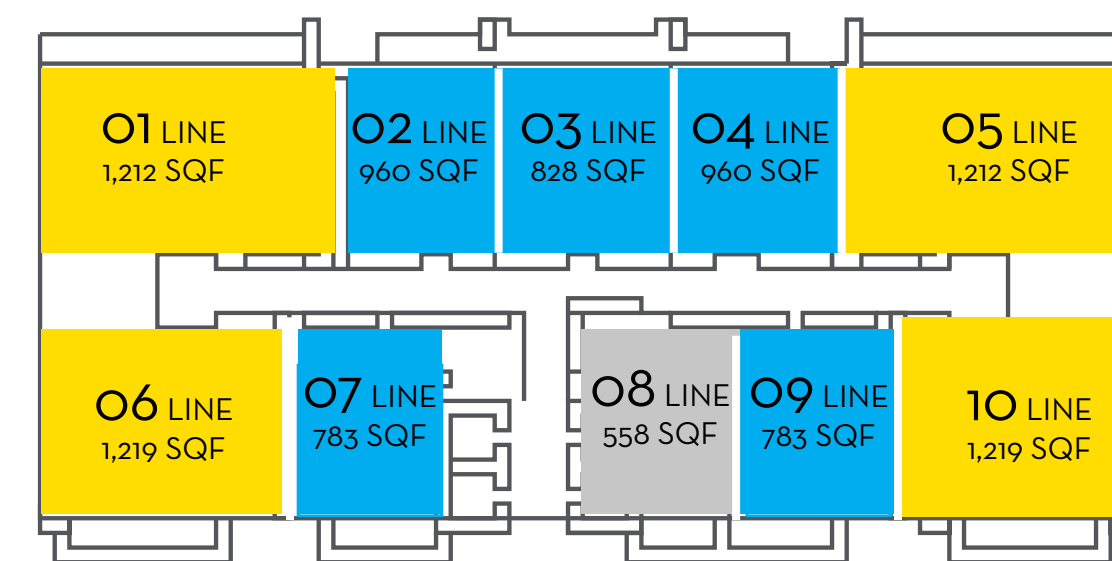 01 LINE
1,212 SQF
02 LINE
960 SQF
03 LINE
828 SQF
04 LINE
960 SQF
05 LINE
1,212 SQF
06 LINE
1,219 SQF
07 LINE
783 SQF
08 LINE
558 SQF
09 LINE
783 SQF
10 LINE
1,219 SQF